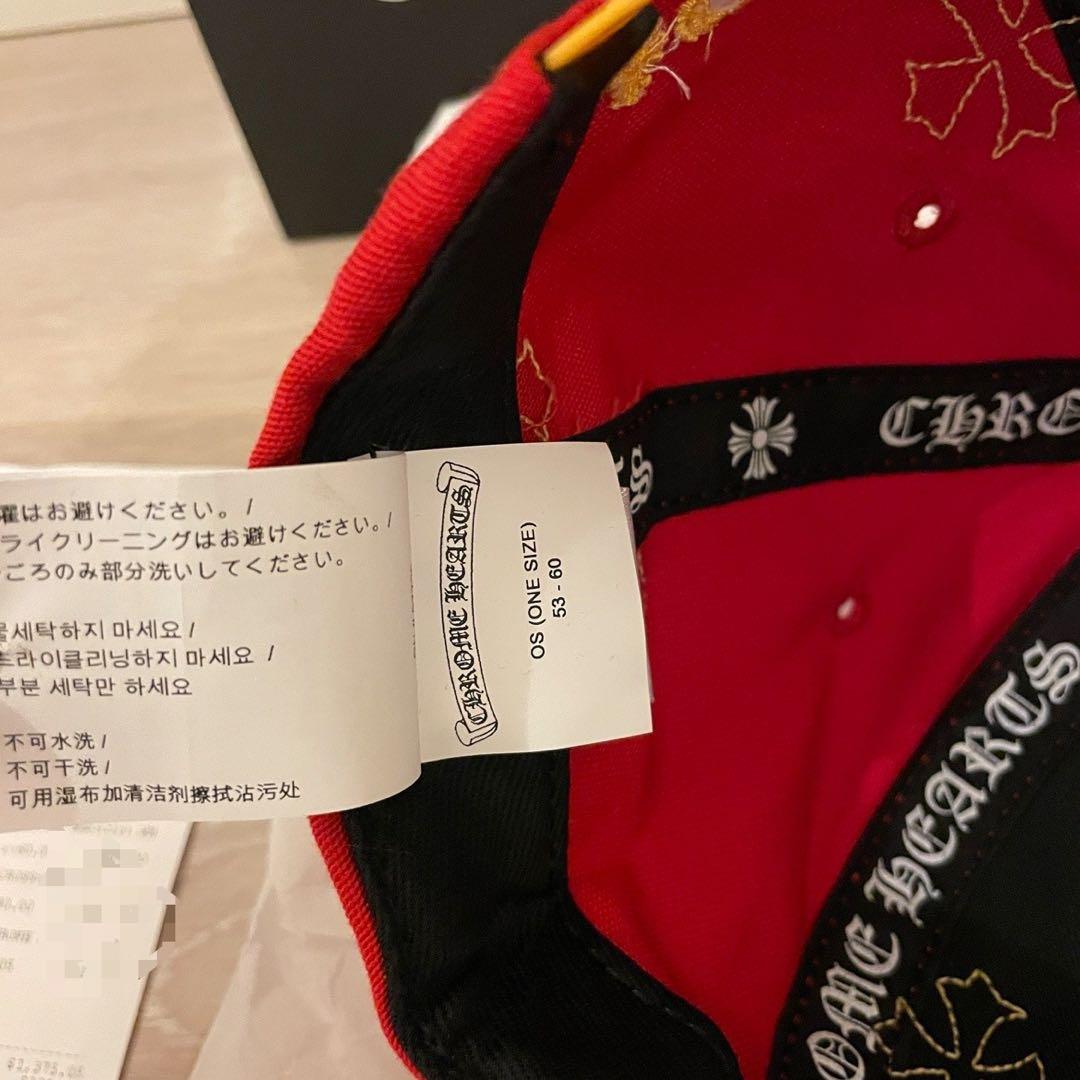 濯はお避けください。/
ライクリーニングはお避けください。/
ごろのみ部分洗いしてください。
물세탁하지 마세요 /
트라이클리닝하지 마세요 /
부분 세탁만 하세요
不可水洗 /
不可干洗 /
可用湿布加清洁剂擦拭沾污处
CHROME HEARTS
OS (ONE SIZE)
53 - 60
S
CHRO
OME HEARTS
$1,375.05